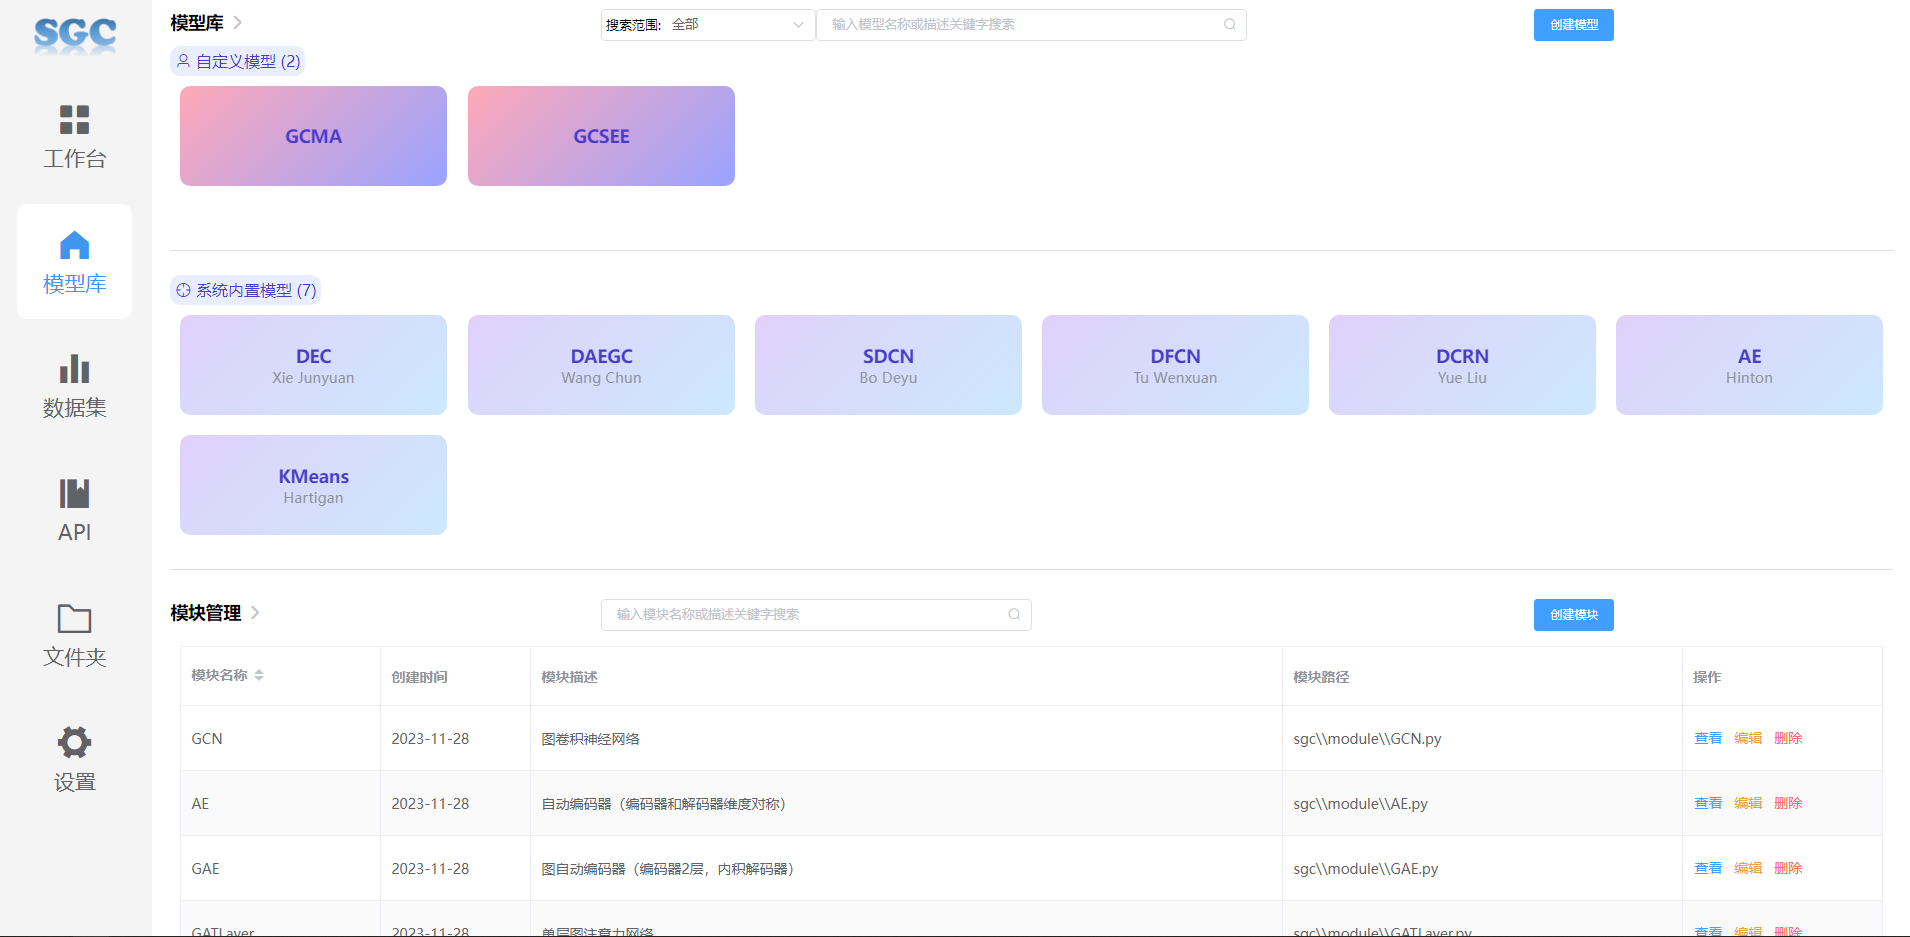 SGC
工作台
模型库
数据集
API
文件夹
设置
模型库
搜索范围: 全部
输入模型名称或描述关键字搜索
创建模型
自定义模型 (2)
GCMA
GCSEE
系统内置模型 (7)
DEC
Xie Junyuan
DAEGC
Wang Chun
SDCN
Bo Deyu
DFCN
Tu Wenxuan
DCRN
Yue Liu
AE
Hinton
KMeans
Hartigan
模块管理
输入模块名称或描述关键字搜索
创建模块
模块名称 创建时间 模块描述 模块路径 操作
GCN 2023-11-28 图卷积神经网络 sgc\\module\\GCN.py 查看 编辑 删除
AE 2023-11-28 自动编码器（编码器和解码器维度对称） sgc\\module\\AE.py 查看 编辑 删除
GAE 2023-11-28 图自动编码器（编码器2层，内积解码器） sgc\\module\\GAE.py 查看 编辑 删除
GATLayer 2023-11-28 单层图注意力网络 sgc\\module\\GATLayer.py 查看 编辑 删除